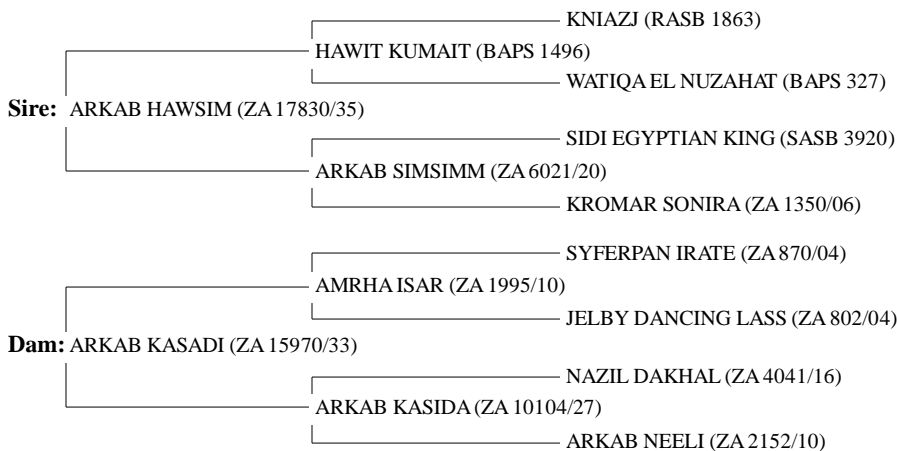 KNIAZJ (RASB 1863)
HAWIT KUMAIT (BAPS 1496)
WATIQA EL NUZAHAT (BAPS 327)
Sire: ARKAB HAWSIM (ZA 17830/35)
SIDI EGYPTIAN KING (SASB 3920)
ARKAB SIMSIMM (ZA 6021/20)
KROMAR SONIRA (ZA 1350/06)
SYFERPAN IRATE (ZA 870/04)
AMRHA ISAR (ZA 1995/10)
JELBY DANCING LASS (ZA 802/04)
Dam: ARKAB KASADI (ZA 15970/33)
NAZIL DAKHAL (ZA 4041/16)
ARKAB KASIDA (ZA 10104/27)
ARKAB NEELI (ZA 2152/10)